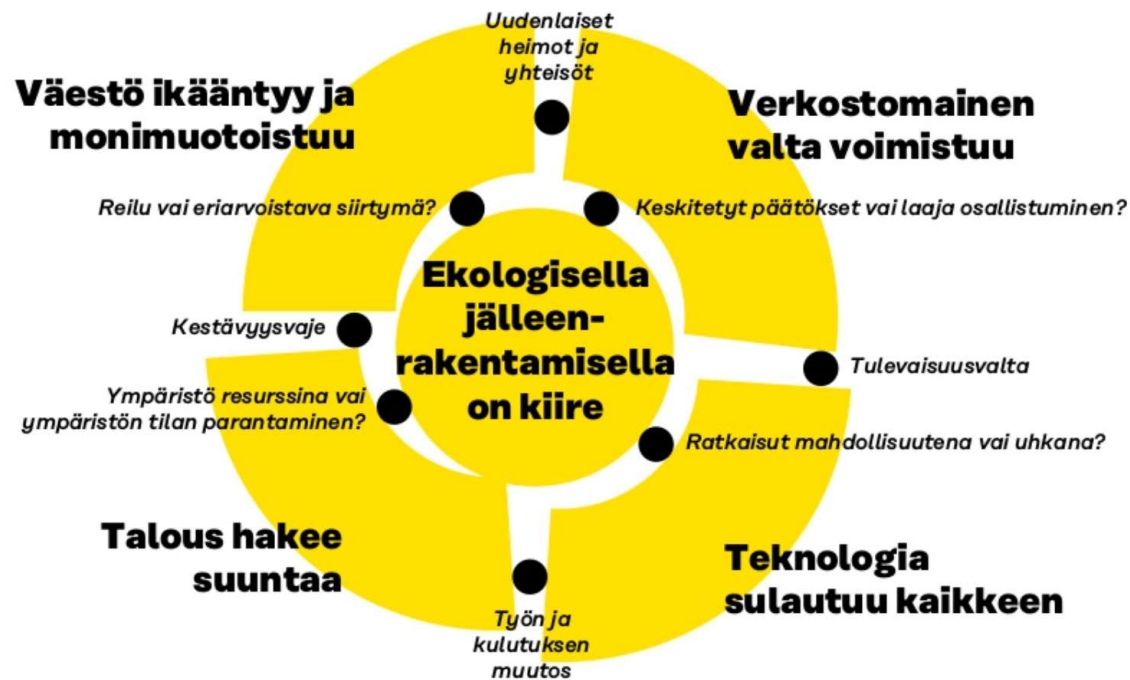 Uudenlaiset
heimot ja
yhteisöt
Väestö ikääntyy ja
monimuotoistuu
Verkostomainen
valta voimistuu
Reilu vai eriarvoistava siirtymä?
Keskitetyt päätökset vai laaja osallistuminen?
Ekologisella
jälleen-
rakentamisella
on kiire
Kestävyysvaje
Tulevaisuusvalta
Ympäristö resurssina vai
ympäristön tilan parantaminen?
Ratkaisut mahdollisuutena vai uhkana?
Talous hakee
suuntaa
Teknologia
sulautuu kaikkeen
Työn ja
kulutuksen
muutos